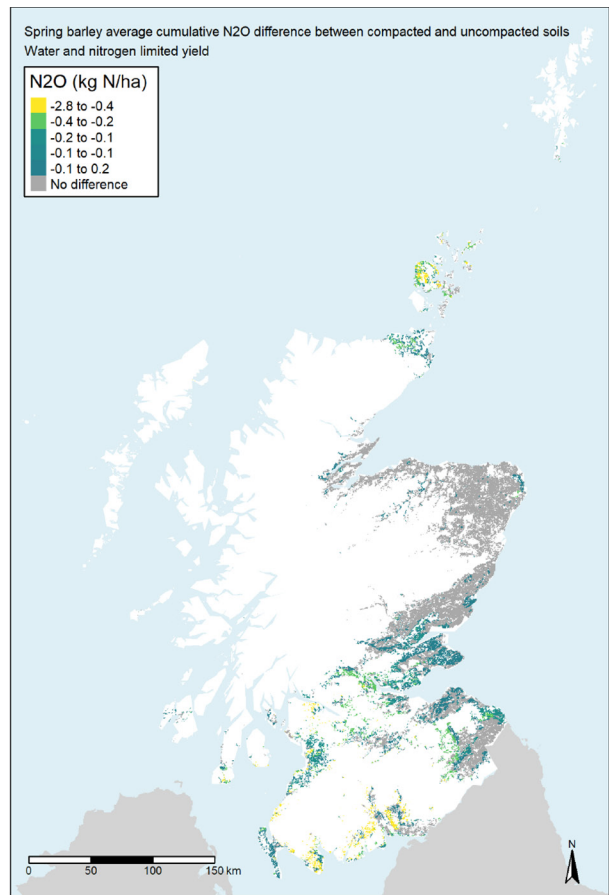 Spring barley average cumulative N2O difference between compacted and uncompacted soils
Water and nitrogen limited yield
N2O (kg N/ha)
-2.8 to -0.4
-0.4 to -0.2
-0.2 to -0.1
-0.1 to -0.1
-0.1 to 0.2
No difference
0 50 100 150 km
N